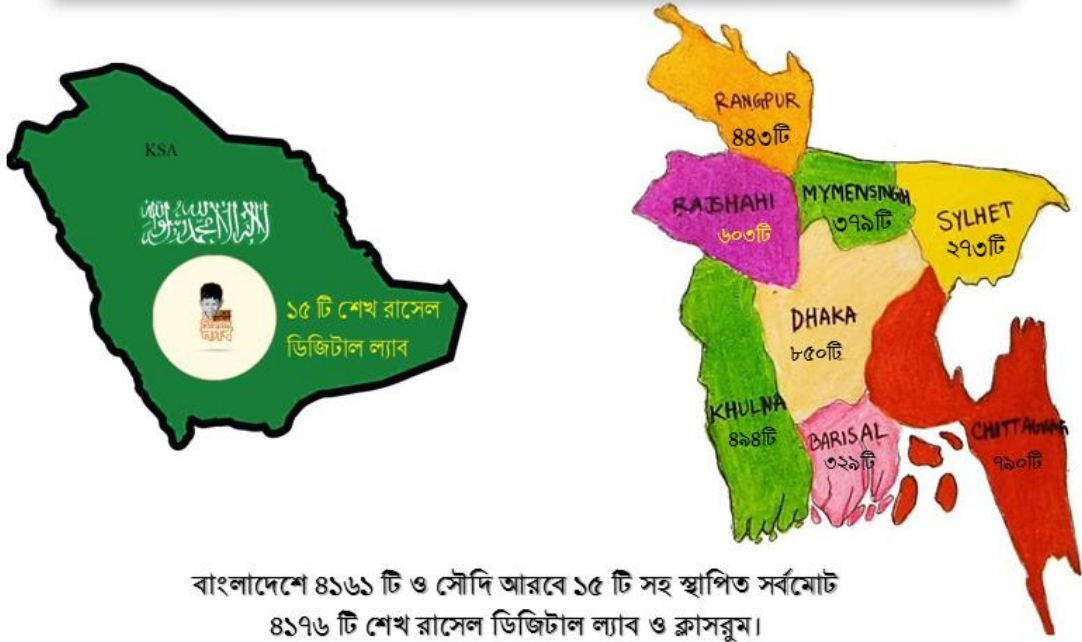 KSA
১৫ টি শেখ রাসেল
ডিজিটাল ল্যাব
RANGPUR
৪৪৩টি
RAJSHAHI
৬০৩টি
MYMENSINGH
৩৭৯টি
SYLHET
২৭৩টি
DHAKA
৮৫০টি
KHULNA
৪৯৪টি
BARISAL
৩২৯টি
CHITTAGONG
৭৯০টি
বাংলাদেশে ৪১৬১ টি ও সৌদি আরবে ১৫ টি সহ স্থাপিত সর্বমোট
৪১৭৬ টি শেখ রাসেল ডিজিটাল ল্যাব ও ক্লাসরুম।